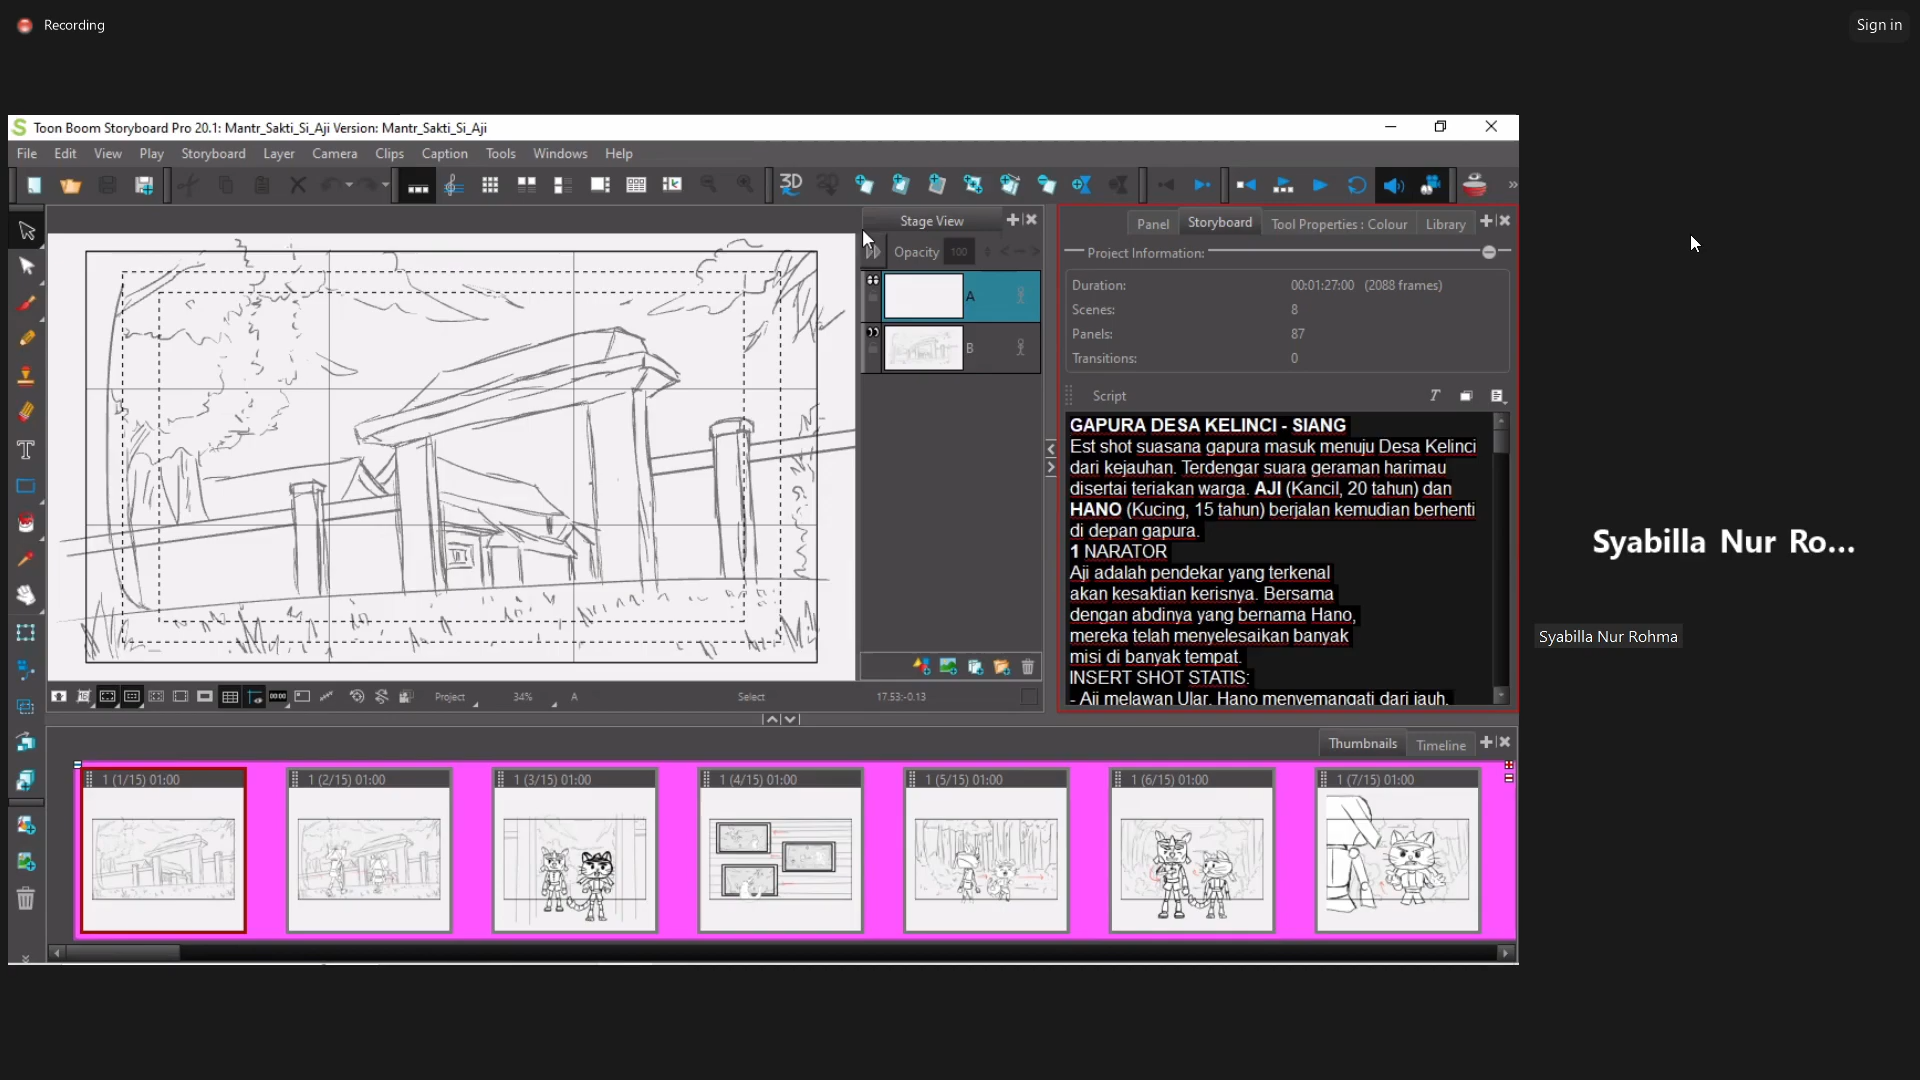 Recording
Sign in
Toon Boom Storyboard Pro 20.1: Mantr_Sakti_Si_Aji Version: Mantr_Sakti_Si_Aji
File Edit View Play Storyboard Layer Camera Clips Caption Tools Windows Help
3D
Stage View
Opacity 100
A
B
Panel Storyboard Tool Properties : Colour Library
Project Information:
Duration: 00:01:27:00 (2088 frames)
Scenes: 8
Panels: 87
Transitions: 0
Script
GAPURA DESA KELINCI - SIANG
Est shot suasana gapura masuk menuju Desa Kelinci
dari kejauhan. Terdengar suara geraman harimau
disertai teriakan warga. AJI (Kancil, 20 tahun) dan
HANO (Kucing, 15 tahun) berjalan kemudian berhenti
di depan gapura.
1 NARATOR
Aji adalah pendekar yang terkenal
akan kesaktian kerisnya. Bersama
dengan abdinya yang bernama Hano,
mereka telah menyelesaikan banyak
misi di banyak tempat.
INSERT SHOT STATIS:
- Aji melawan Ular, Hano menyemangati dari jauh.
Project 34% A Select 17.53:-0.13
Thumbnails Timeline
1 (1/15) 01:00
1 (2/15) 01:00
1 (3/15) 01:00
1 (4/15) 01:00
1 (5/15) 01:00
1 (6/15) 01:00
1 (7/15) 01:00
Syabilla Nur Ro...
Syabilla Nur Rohma